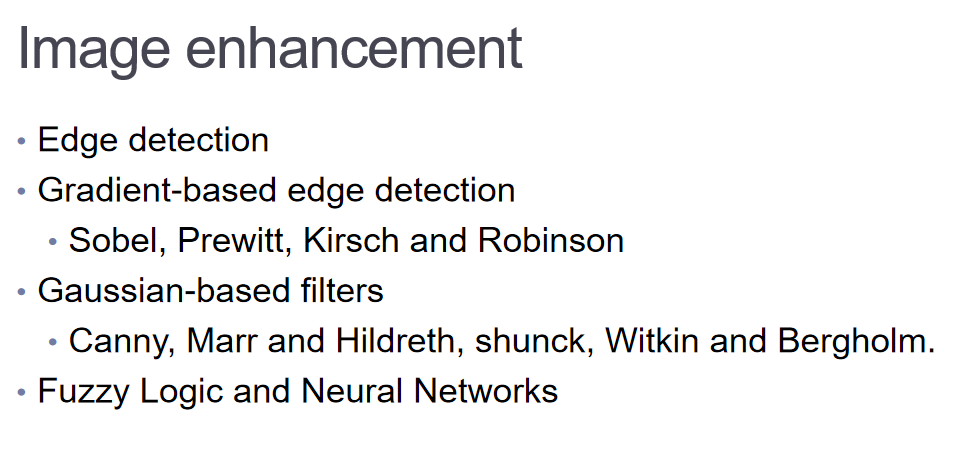 Image enhancement
• Edge detection
• Gradient-based edge detection
• Sobel, Prewitt, Kirsch and Robinson
• Gaussian-based filters
• Canny, Marr and Hildreth, shunck, Witkin and Bergholm.
• Fuzzy Logic and Neural Networks